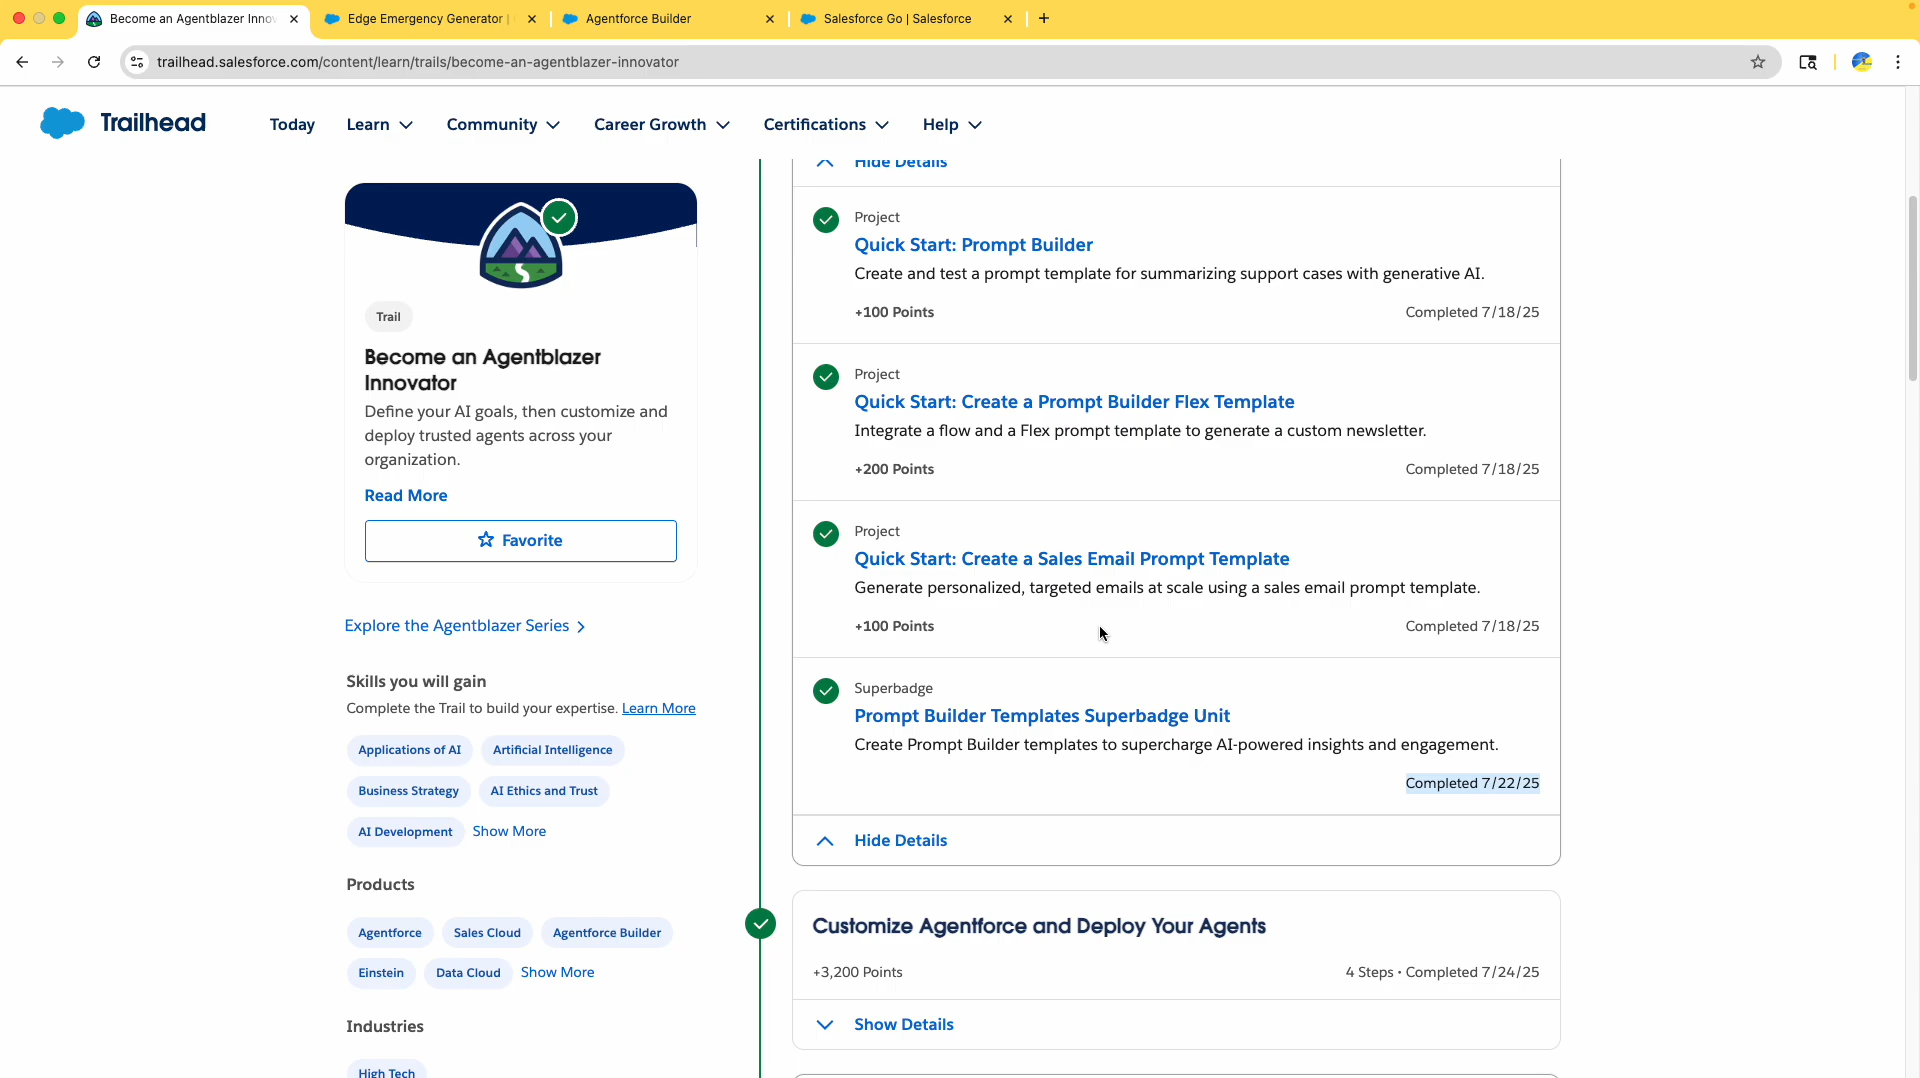 Become an Agentblazer Innov
Edge Emergency Generator |
Agentforce Builder
Salesforce Go | Salesforce
trailhead.salesforce.com/content/learn/trails/become-an-agentblazer-innovator
Trailhead
Today
Learn
Community
Career Growth
Certifications
Help
Trail
Become an Agentblazer
Innovator
Define your AI goals, then customize and
deploy trusted agents across your
organization.
Read More
Favorite
Explore the Agentblazer Series
Skills you will gain
Complete the Trail to build your expertise. Learn More
Applications of AI
Artificial Intelligence
Business Strategy
AI Ethics and Trust
AI Development
Show More
Products
Agentforce
Sales Cloud
Agentforce Builder
Einstein
Data Cloud
Show More
Industries
High Tech
Hide Details
Project
Quick Start: Prompt Builder
Create and test a prompt template for summarizing support cases with generative AI.
+100 Points
Completed 7/18/25
Project
Quick Start: Create a Prompt Builder Flex Template
Integrate a flow and a Flex prompt template to generate a custom newsletter.
+200 Points
Completed 7/18/25
Project
Quick Start: Create a Sales Email Prompt Template
Generate personalized, targeted emails at scale using a sales email prompt template.
+100 Points
Completed 7/18/25
Superbadge
Prompt Builder Templates Superbadge Unit
Create Prompt Builder templates to supercharge AI-powered insights and engagement.
Completed 7/22/25
Hide Details
Customize Agentforce and Deploy Your Agents
+3,200 Points
4 Steps • Completed 7/24/25
Show Details